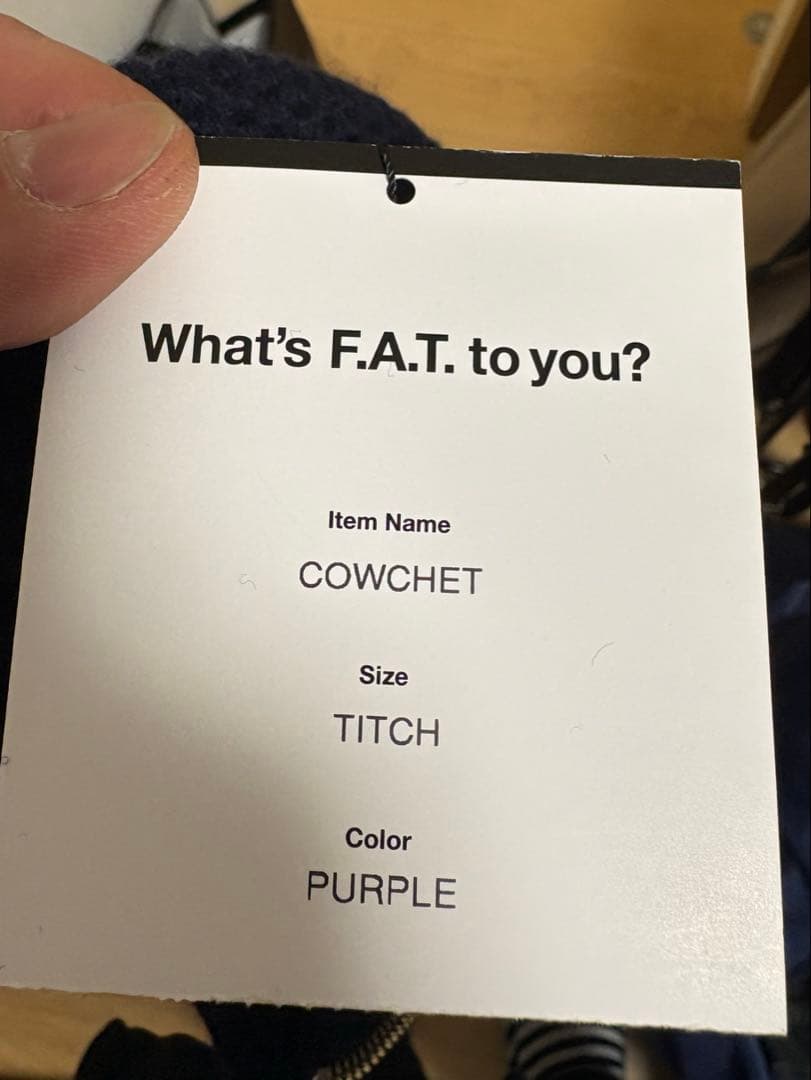 What's F.A.T. to you?
Item Name
COWCHET
Size
TITCH
Color
PURPLE